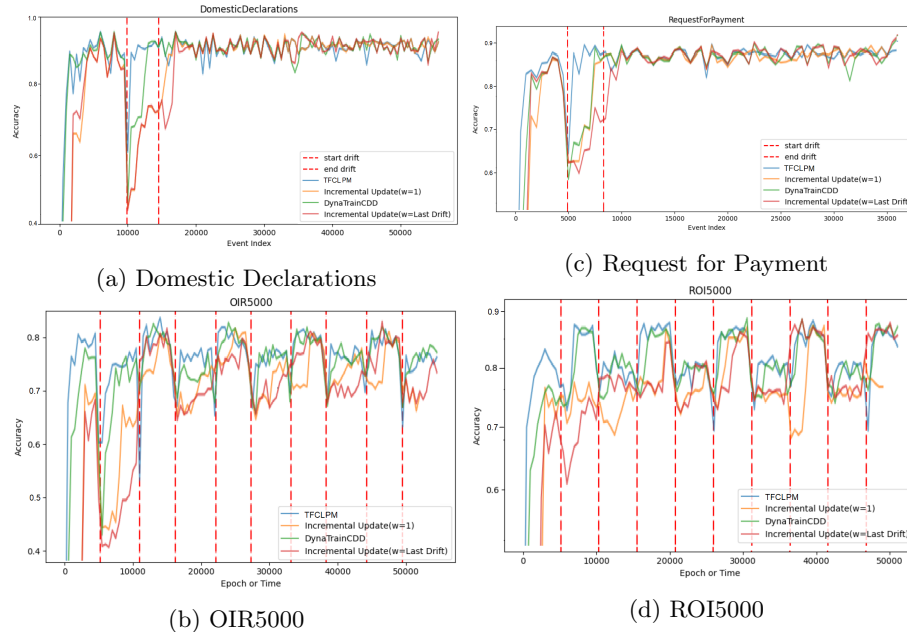 DomesticDeclarations
1.0
0.9
0.8
0.6
0.4
Accuracy
0
10000
20000
30000
40000
50000
Event Index
start drift
end drift
TFCLPM
Incremental Update(w=1)
DynaTrainCDD
Incremental Update(w=Last Drift)
(a) Domestic Declarations
RequestForPayment
0.9
0.8
0.7
0.6
Accuracy
0
5000
10000
15000
20000
25000
30000
35000
Event Index
start drift
end drift
TFCLPM
Incremental Update(w=1)
DynaTrainCDD
Incremental Update(w=Last Drift)
(c) Request for Payment
OIR5000
0.8
0.7
0.6
0.5
0.4
Accuracy
0
10000
20000
30000
40000
50000
Epoch or Time
TFCLPM
Incremental Update(w=1)
DynaTrainCDD
Incremental Update(w=Last Drift)
(b) OIR5000
ROI5000
0.9
0.8
0.7
0.6
Accuracy
0
10000
20000
30000
40000
50000
Epoch or Time
TFCLPM
Incremental Update(w=1)
DynaTrainCDD
Incremental Update(w=Last Drift)
(d) ROI5000